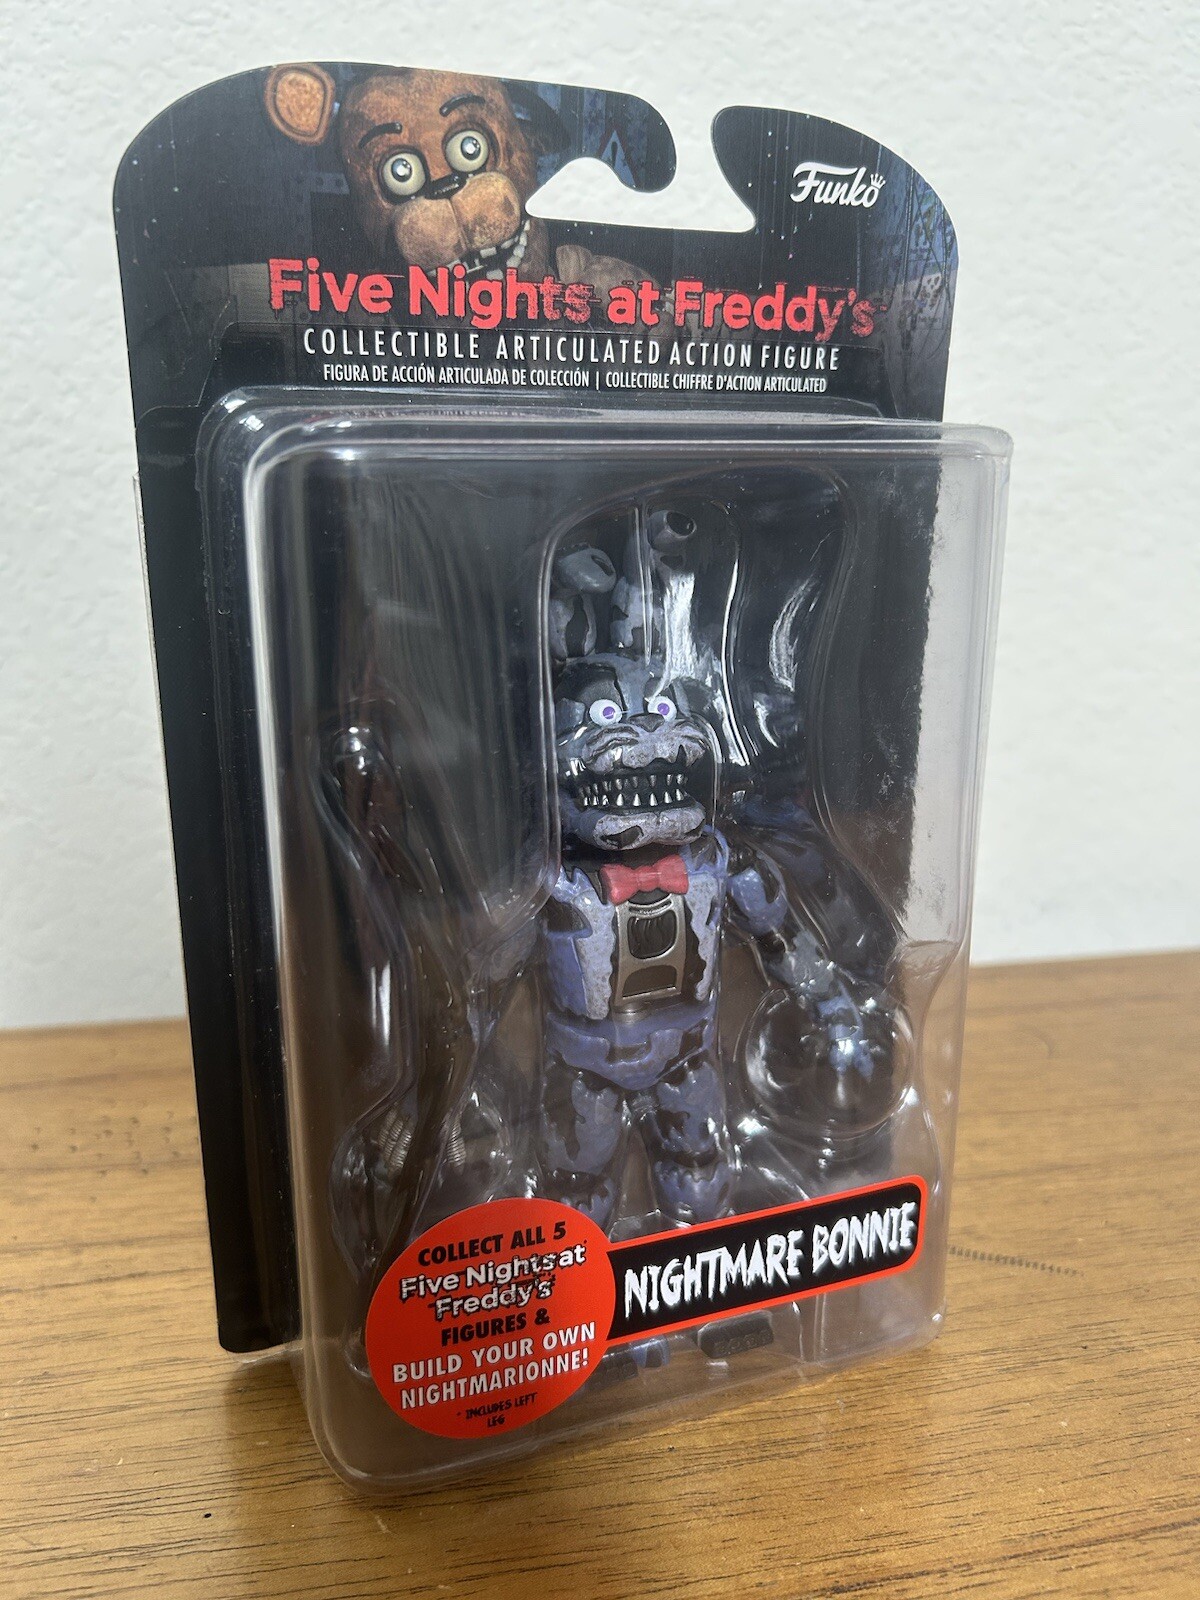 Funko
Five Nights at Freddy's
COLLECTIBLE ARTICULATED ACTION FIGURE
FIGURA DE ACCIÓN ARTICULADA DE COLECCIÓN | COLLECTIBLE CHIFFRE D'ACTION ARTICULATED
NIGHTMARE BONNIE
COLLECT ALL 5
Five Nights at
Freddy's
FIGURES &
BUILD YOUR OWN
NIGHTMARIONNE!
* INCLUDES LEFT
LEG